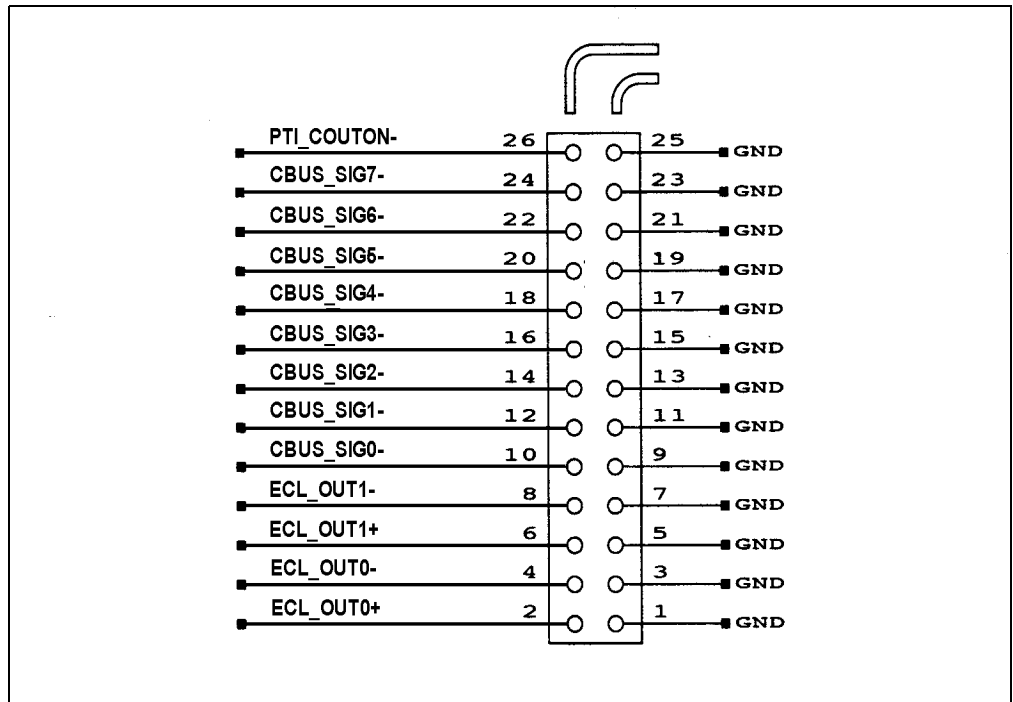 PTI_COUTON- 26 25 GND
CBUS_SIG7- 24 23 GND
CBUS_SIG6- 22 21 GND
CBUS_SIG5- 20 19 GND
CBUS_SIG4- 18 17 GND
CBUS_SIG3- 16 15 GND
CBUS_SIG2- 14 13 GND
CBUS_SIG1- 12 11 GND
CBUS_SIG0- 10 9 GND
ECL_OUT1- 8 7 GND
ECL_OUT1+ 6 5 GND
ECL_OUT0- 4 3 GND
ECL_OUT0+ 2 1 GND